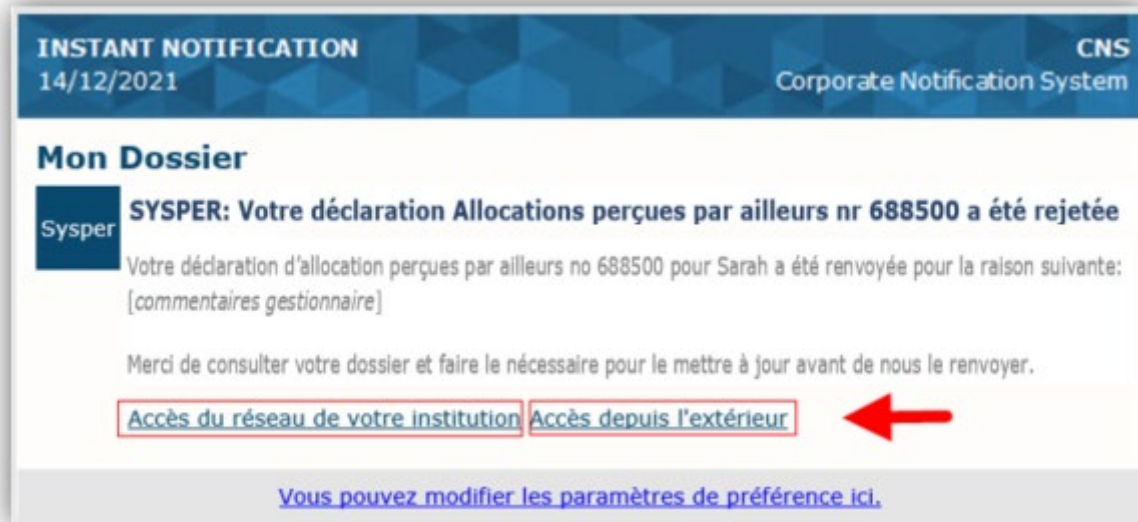 INSTANT NOTIFICATION
CNS
14/12/2021
Corporate Notification System
Mon Dossier
Sysper
SYSPER: Votre déclaration Allocations perçues par ailleurs nr 688500 a été rejetée
Votre déclaration d'allocation perçues par ailleurs no 688500 pour Sarah a été renvoyée pour la raison suivante:
[commentaires gestionnaire]
Merci de consulter votre dossier et faire le nécessaire pour le mettre à jour avant de nous le renvoyer.
Accès du réseau de votre institution Accès depuis l'extérieur
Vous pouvez modifier les paramètres de préférence ici.